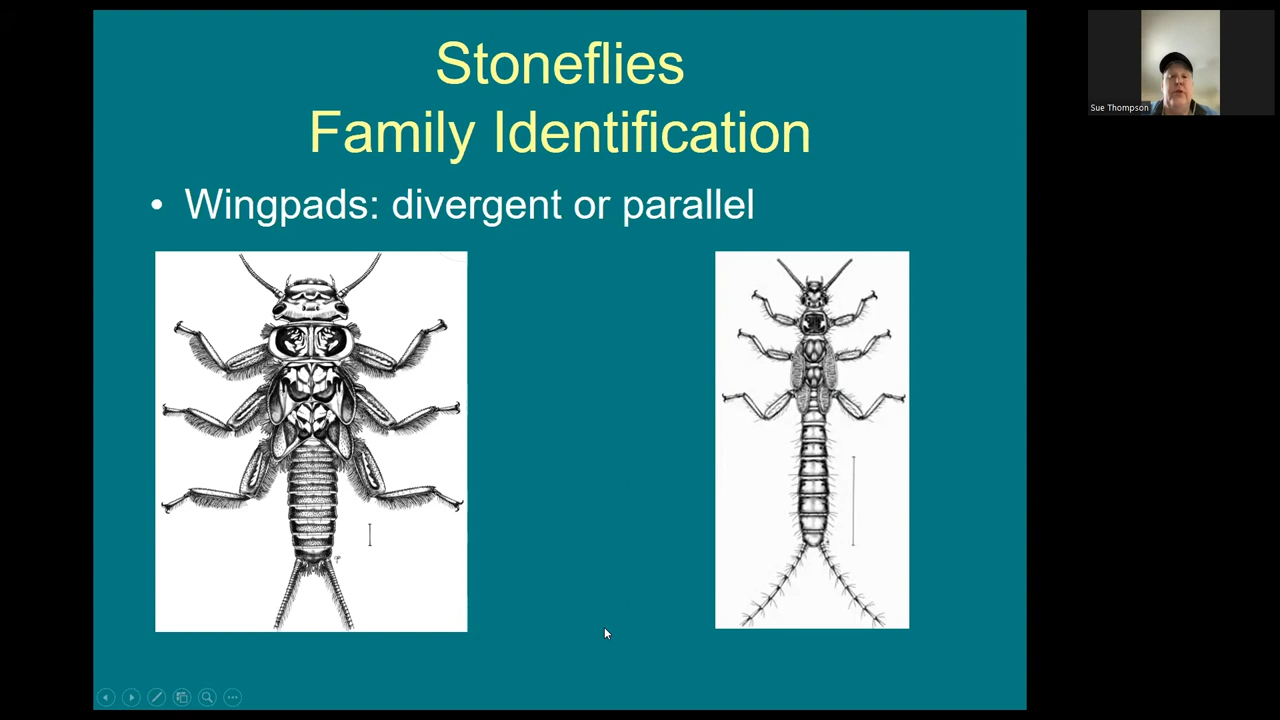 Stoneflies
Family Identification
• Wingpads: divergent or parallel
Sue Thompson